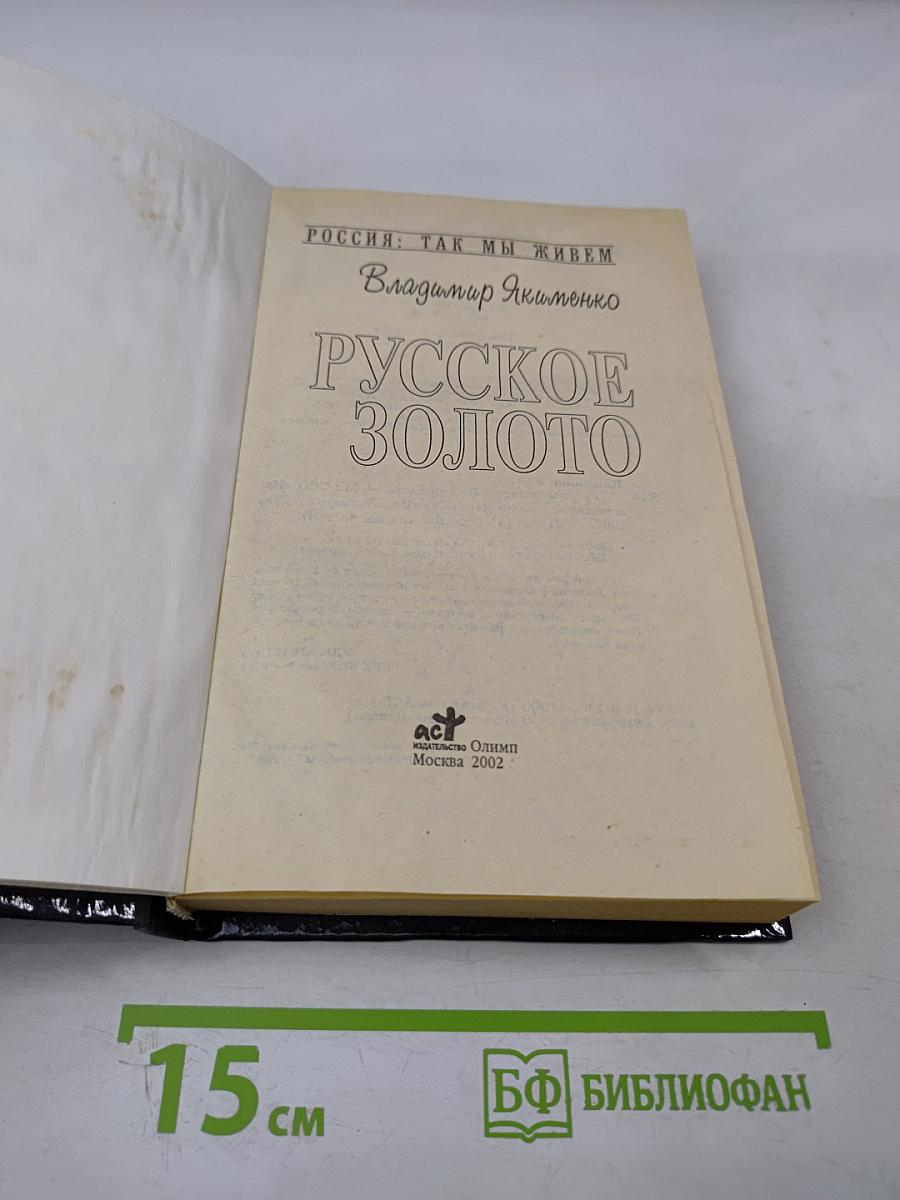 РОССИЯ: ТАК МЫ ЖИВЕМ
Владимир Якименко
РУССКОЕ
ЗОЛОТО
аст
ИЗДАТЕЛЬСТВО Олимп
Москва 2002
15 см
БФ БИБЛИОФАН